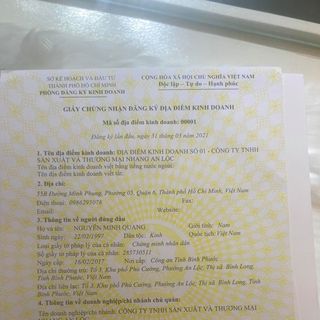 SỞ KẾ HOẠCH VÀ ĐẦU TƯ
THÀNH PHỐ HỒ CHÍ MINH
PHÒNG ĐĂNG KÝ KINH DOANH
CỘNG HÒA XÃ HỘI CHỦ NGHĨA VIỆT NAM
Độc lập - Tự do - Hạnh phúc
GIẤY CHỨNG NHẬN ĐĂNG KÝ ĐỊA ĐIỂM KINH DOANH
Mã số địa điểm kinh doanh: 00001
Đăng ký lần đầu, ngày 31 tháng 03 năm 2021
1. Tên địa điểm kinh doanh: ĐỊA ĐIỂM KINH DOANH SỐ 01 - CÔNG TY TNHH
SẢN XUẤT VÀ THƯƠNG MẠI NHANG AN LỘC
Tên địa điểm kinh doanh viết bằng tiếng nước ngoài:
Tên địa điểm kinh doanh viết tắt:
2. Địa chỉ:
55B Đường Minh Phụng, Phường 05, Quận 6, Thành phố Hồ Chí Minh, Việt Nam
Điện thoại: 0986293078 Fax:
Email: Website:
3. Thông tin về người đứng đầu
Họ và tên: NGUYỄN MINH QUANG Giới tính: Nam
Sinh ngày: 22/02/1997 Dân tộc: Kinh Quốc tịch: Việt Nam
Loại giấy tờ pháp lý của cá nhân: Chứng minh nhân dân
Số giấy tờ pháp lý của cá nhân: 285730511
Ngày cấp: 16/02/2017 Nơi cấp: Công an Tỉnh Bình Phước
Địa chỉ thường trú: Tổ 3, Khu phố Phú Cường, Phường An Lộc, Thị xã Bình Long,
Tỉnh Bình Phước, Việt Nam
Địa chỉ liên lạc: Tổ 3, Khu phố Phú Cường, Phường An Lộc, Thị xã Bình Long, Tỉnh
Bình Phước, Việt Nam
4. Thông tin về doanh nghiệp/chi nhánh chủ quản:
Tên doanh nghiệp/chi nhánh: CÔNG TY TNHH SẢN XUẤT VÀ THƯƠNG MẠI